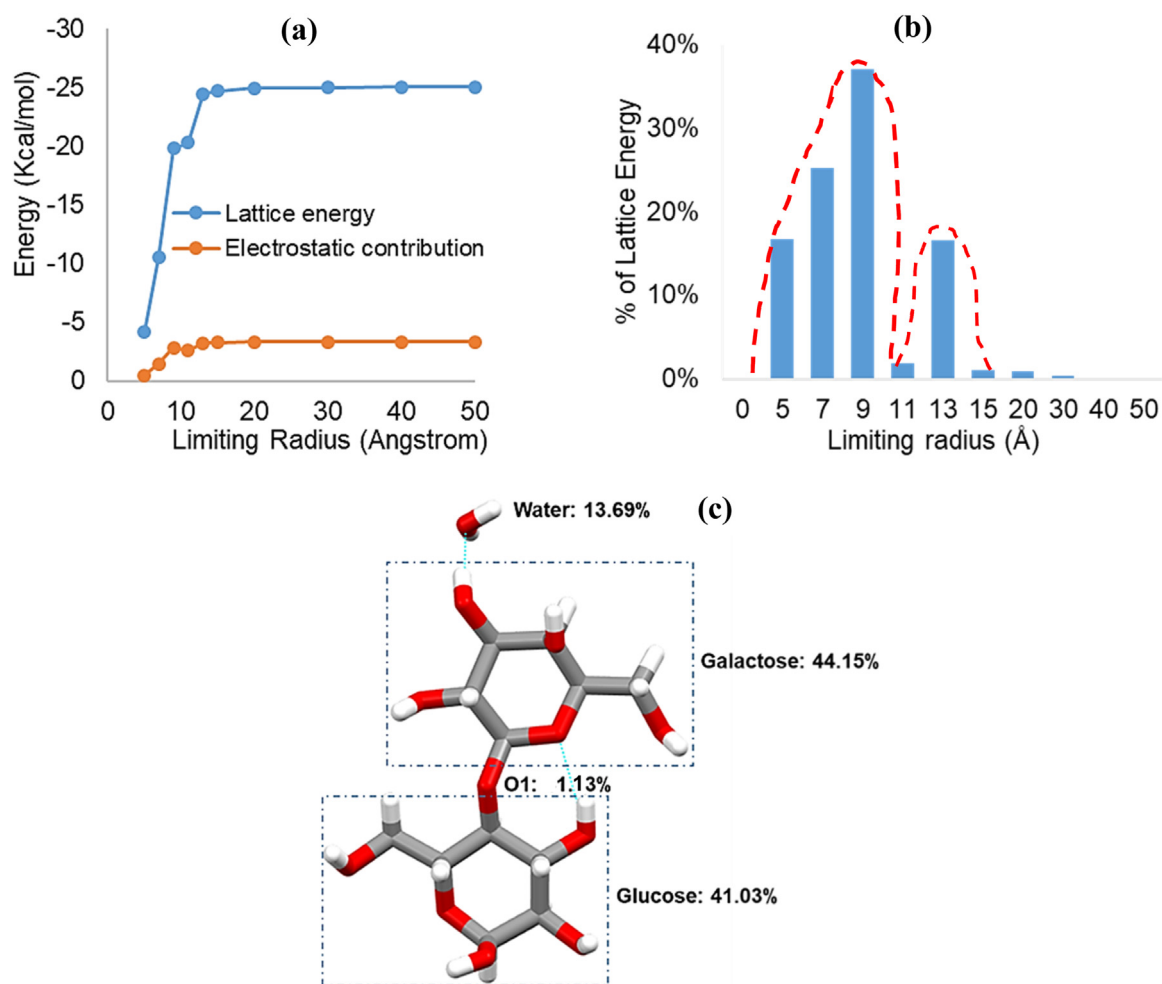 (a)
-30
-25
-20
-15
-10
-5
0
Energy (Kcal/mol)
Lattice energy
Electrostatic contribution
0 10 20 30 40 50
Limiting Radius (Angstrom)
(b)
40%
30%
20%
10%
0%
% of Lattice Energy
0 5 7 9 11 13 15 20 30 40 50
Limiting radius (Å)
(c)
Water: 13.69%
Galactose: 44.15%
O1: 1.13%
Glucose: 41.03%